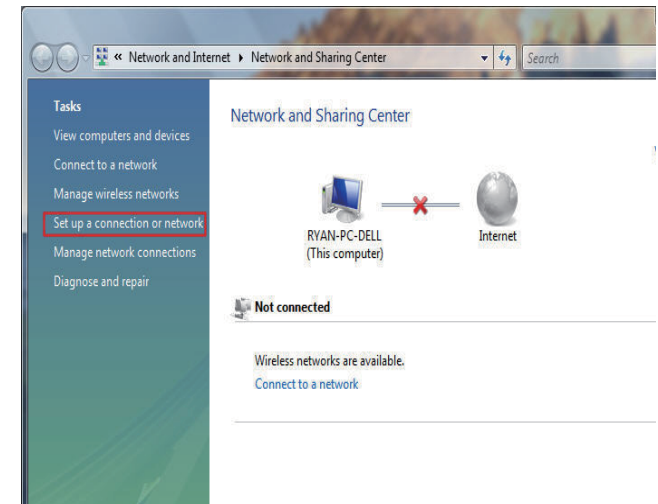 « Network and Internet ▸ Network and Sharing Center
Search
Tasks
View computers and devices
Connect to a network
Manage wireless networks
Set up a connection or network
Manage network connections
Diagnose and repair
Network and Sharing Center
RYAN-PC-DELL
(This computer)
Internet
Not connected
Wireless networks are available.
Connect to a network